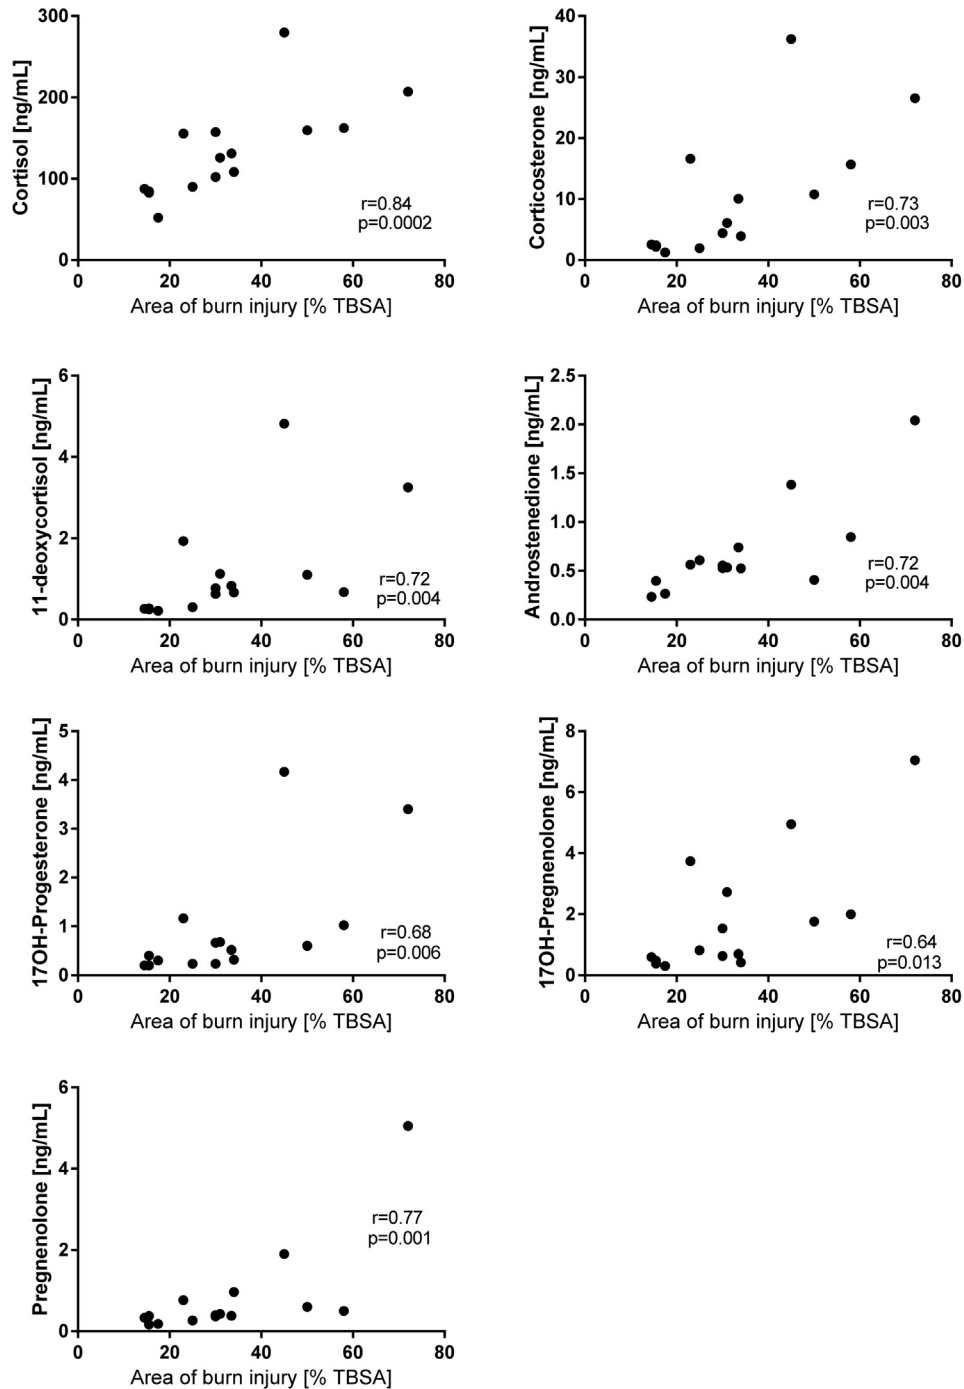 Cortisol [ng/mL]
300
200
100
0
r=0.84
p=0.0002
0 20 40 60 80
Area of burn injury [% TBSA]
Corticosterone [ng/mL]
40
30
20
10
0
r=0.73
p=0.003
0 20 40 60 80
Area of burn injury [% TBSA]
11-deoxycortisol [ng/mL]
6
4
2
0
r=0.72
p=0.004
0 20 40 60 80
Area of burn injury [% TBSA]
Androstenedione [ng/mL]
2.5
2.0
1.5
1.0
0.5
0.0
r=0.72
p=0.004
0 20 40 60 80
Area of burn injury [% TBSA]
17OH-Progesterone [ng/mL]
5
4
3
2
1
0
r=0.68
p=0.006
0 20 40 60 80
Area of burn injury [% TBSA]
17OH-Pregnenolone [ng/mL]
8
6
4
2
0
r=0.64
p=0.013
0 20 40 60 80
Area of burn injury [% TBSA]
Pregnenolone [ng/mL]
6
4
2
0
r=0.77
p=0.001
0 20 40 60 80
Area of burn injury [% TBSA]